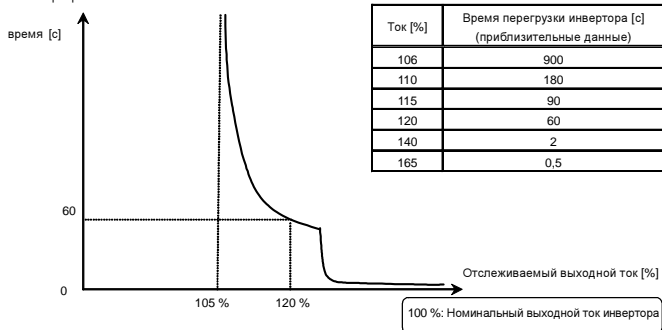 время [с]
Ток [%] Время перегрузки инвертора [с]
(приблизительные данные)
106 900
110 180
115 90
120 60
140 2
165 0,5
60
0
105 % 120 %
Отслеживаемый выходной ток [%]
100 %: Номинальный выходной ток инвертора